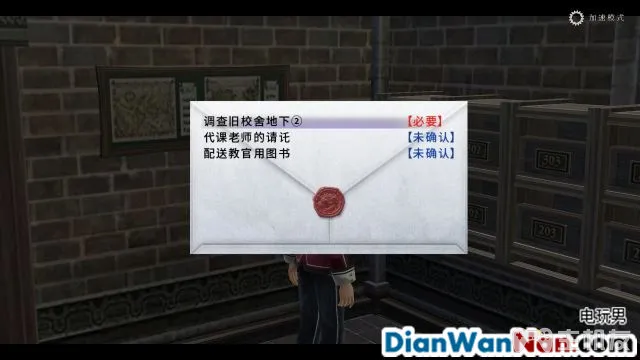 加速模式
调查旧校舍地下② 【必要】
代课老师的请讬 【未确认】
配送教官用图书 【未确认】
303
203
电玩男
DianWanNan.com